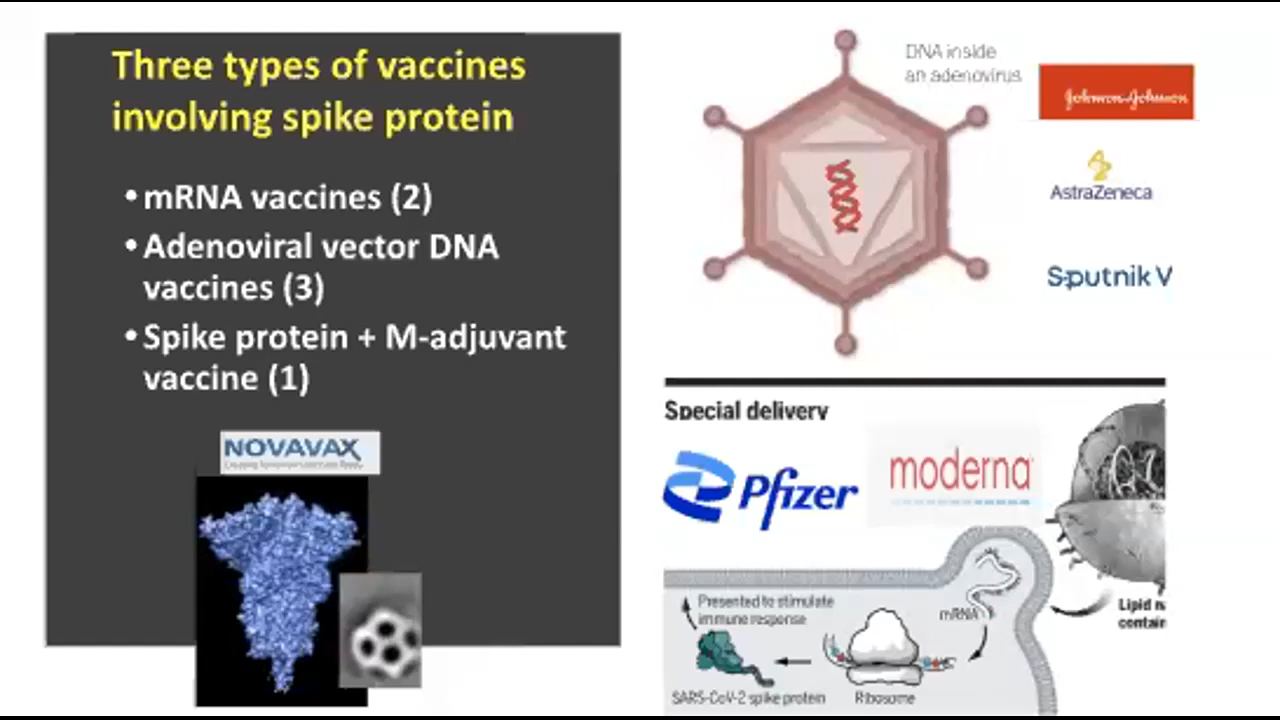 Three types of vaccines
involving spike protein
• mRNA vaccines (2)
• Adenoviral vector DNA
vaccines (3)
• Spike protein + M-adjuvant
vaccine (1)
NOVAVAX
DNA inside
an adenovirus
Johnson & Johnson
AstraZeneca
Sputnik V
Special delivery
Pfizer
moderna
Presented to stimulate
immune response
mRNA
Lipid
contain
SARS-CoV-2 spike protein
Ribosome